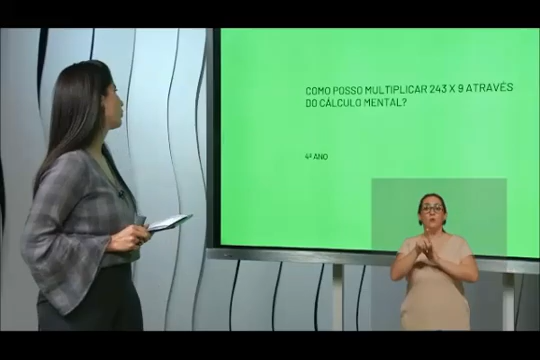 COMO POSSO MULTIPLICAR 243 X 9 ATRAVÉS
DO CÁLCULO MENTAL?
4º ANO